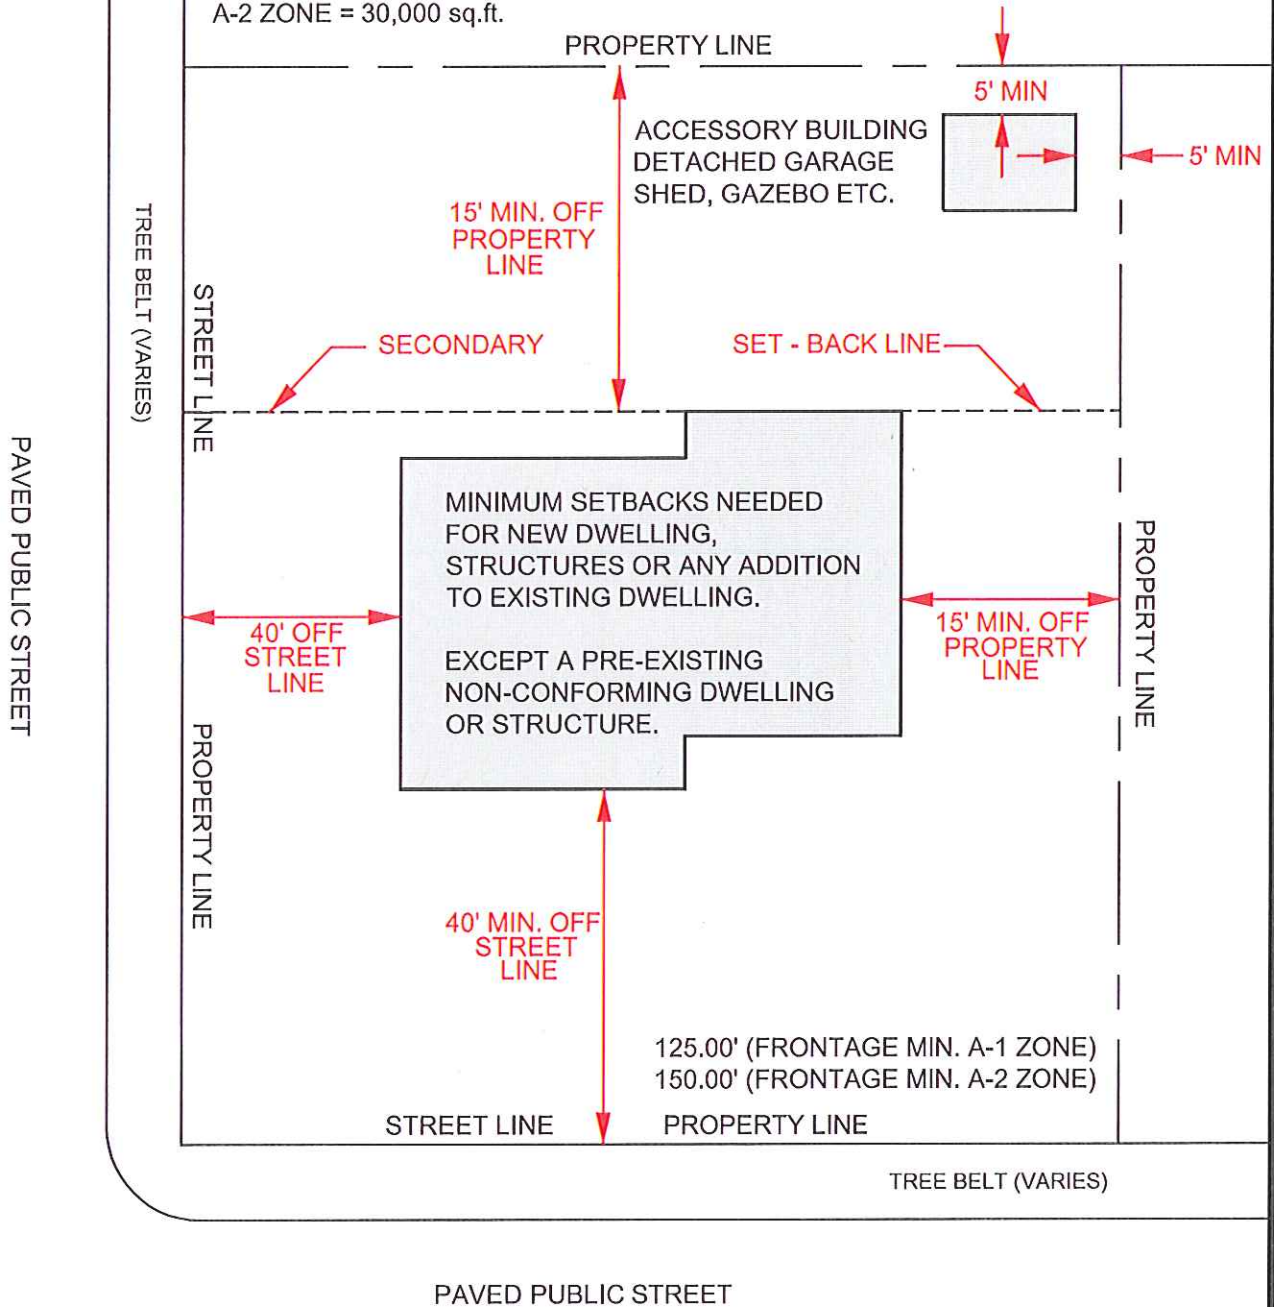 A-2 ZONE = 30,000 sq.ft.
PROPERTY LINE
5' MIN
ACCESSORY BUILDING
DETACHED GARAGE
SHED, GAZEBO ETC.
5' MIN
15' MIN. OFF
PROPERTY
LINE
TREE BELT (VARIES)
STREET LINE
SECONDARY
SET - BACK LINE
PAVED PUBLIC STREET
MINIMUM SETBACKS NEEDED
FOR NEW DWELLING,
STRUCTURES OR ANY ADDITION
TO EXISTING DWELLING.
EXCEPT A PRE-EXISTING
NON-CONFORMING DWELLING
OR STRUCTURE.
40' OFF
STREET
LINE
15' MIN. OFF
PROPERTY
LINE
PROPERTY LINE
PROPERTY LINE
40' MIN. OFF
STREET
LINE
125.00' (FRONTAGE MIN. A-1 ZONE)
150.00' (FRONTAGE MIN. A-2 ZONE)
STREET LINE
PROPERTY LINE
TREE BELT (VARIES)
PAVED PUBLIC STREET